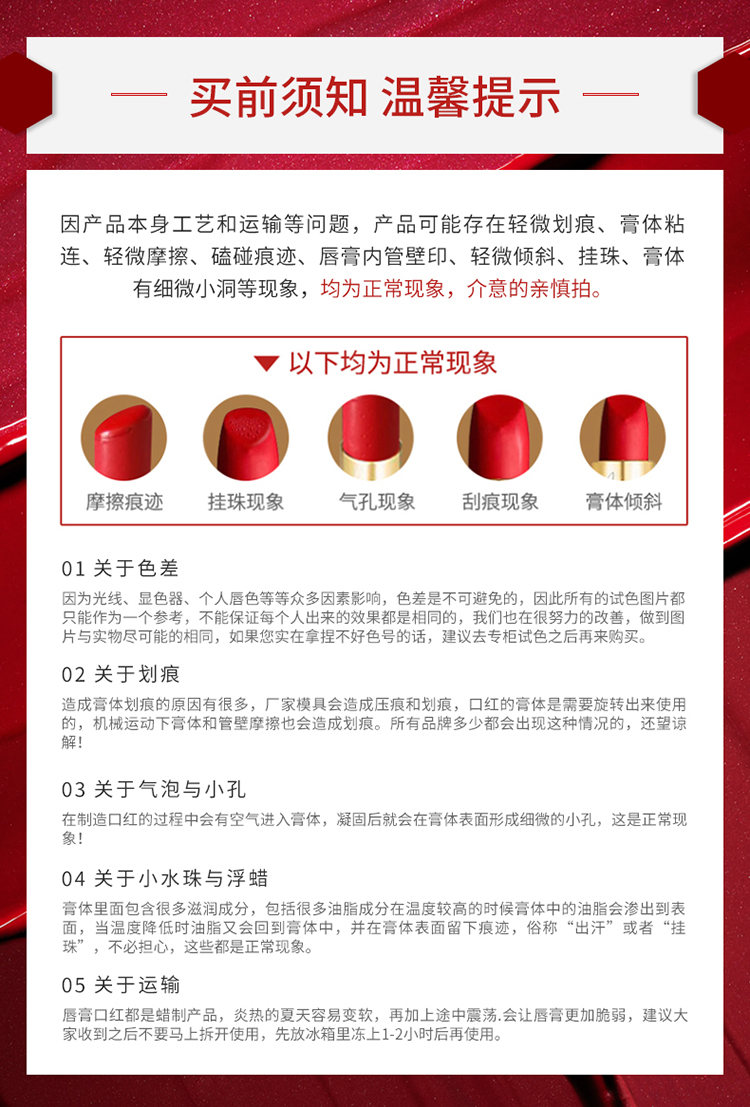 买前须知 温馨提示
因产品本身工艺和运输等问题，产品可能存在轻微划痕、膏体粘
连、轻微摩擦、磕碰痕迹、唇膏内管壁印、轻微倾斜、挂珠、膏体
有细微小洞等现象，均为正常现象，介意的亲慎拍。
以下均为正常现象
摩擦痕迹 挂珠现象 气孔现象 刮痕现象 膏体倾斜
01 关于色差
因为光线、显色器、个人唇色等等众多因素影响，色差是不可避免的，因此所有的试色图片都
只能作为一个参考，不能保证每个人出来的效果都是相同的，我们也在很努力的改善，做到图
片与实物尽可能的相同，如果您实在拿捏不好色号的话，建议去专柜试色之后再来购买。
02 关于划痕
造成膏体划痕的原因有很多，厂家模具会造成压痕和划痕，口红的膏体是需要旋转出来使用
的，机械运动下膏体和管壁摩擦也会造成划痕。所有品牌多少都会出现这种情况的，还望谅
解！
03 关于气泡与小孔
在制造口红的过程中会有空气进入膏体，凝固后就会在膏体表面形成细微的小孔，这是正常现
象！
04 关于小水珠与浮蜡
膏体里面包含很多滋润成分，包括很多油脂成分在温度较高的时候膏体中的油脂会渗出到表
面，当温度降低时油脂又会回到膏体中，并在膏体表面留下痕迹，俗称“出汗”或者“挂
珠”，不必担心，这些都是正常现象。
05 关于运输
唇膏口红都是蜡制产品，炎热的夏天容易变软，再加上途中震荡.会让唇膏更加脆弱，建议大
家收到之后不要马上拆开使用，先放冰箱里冻上1-2小时后再使用。